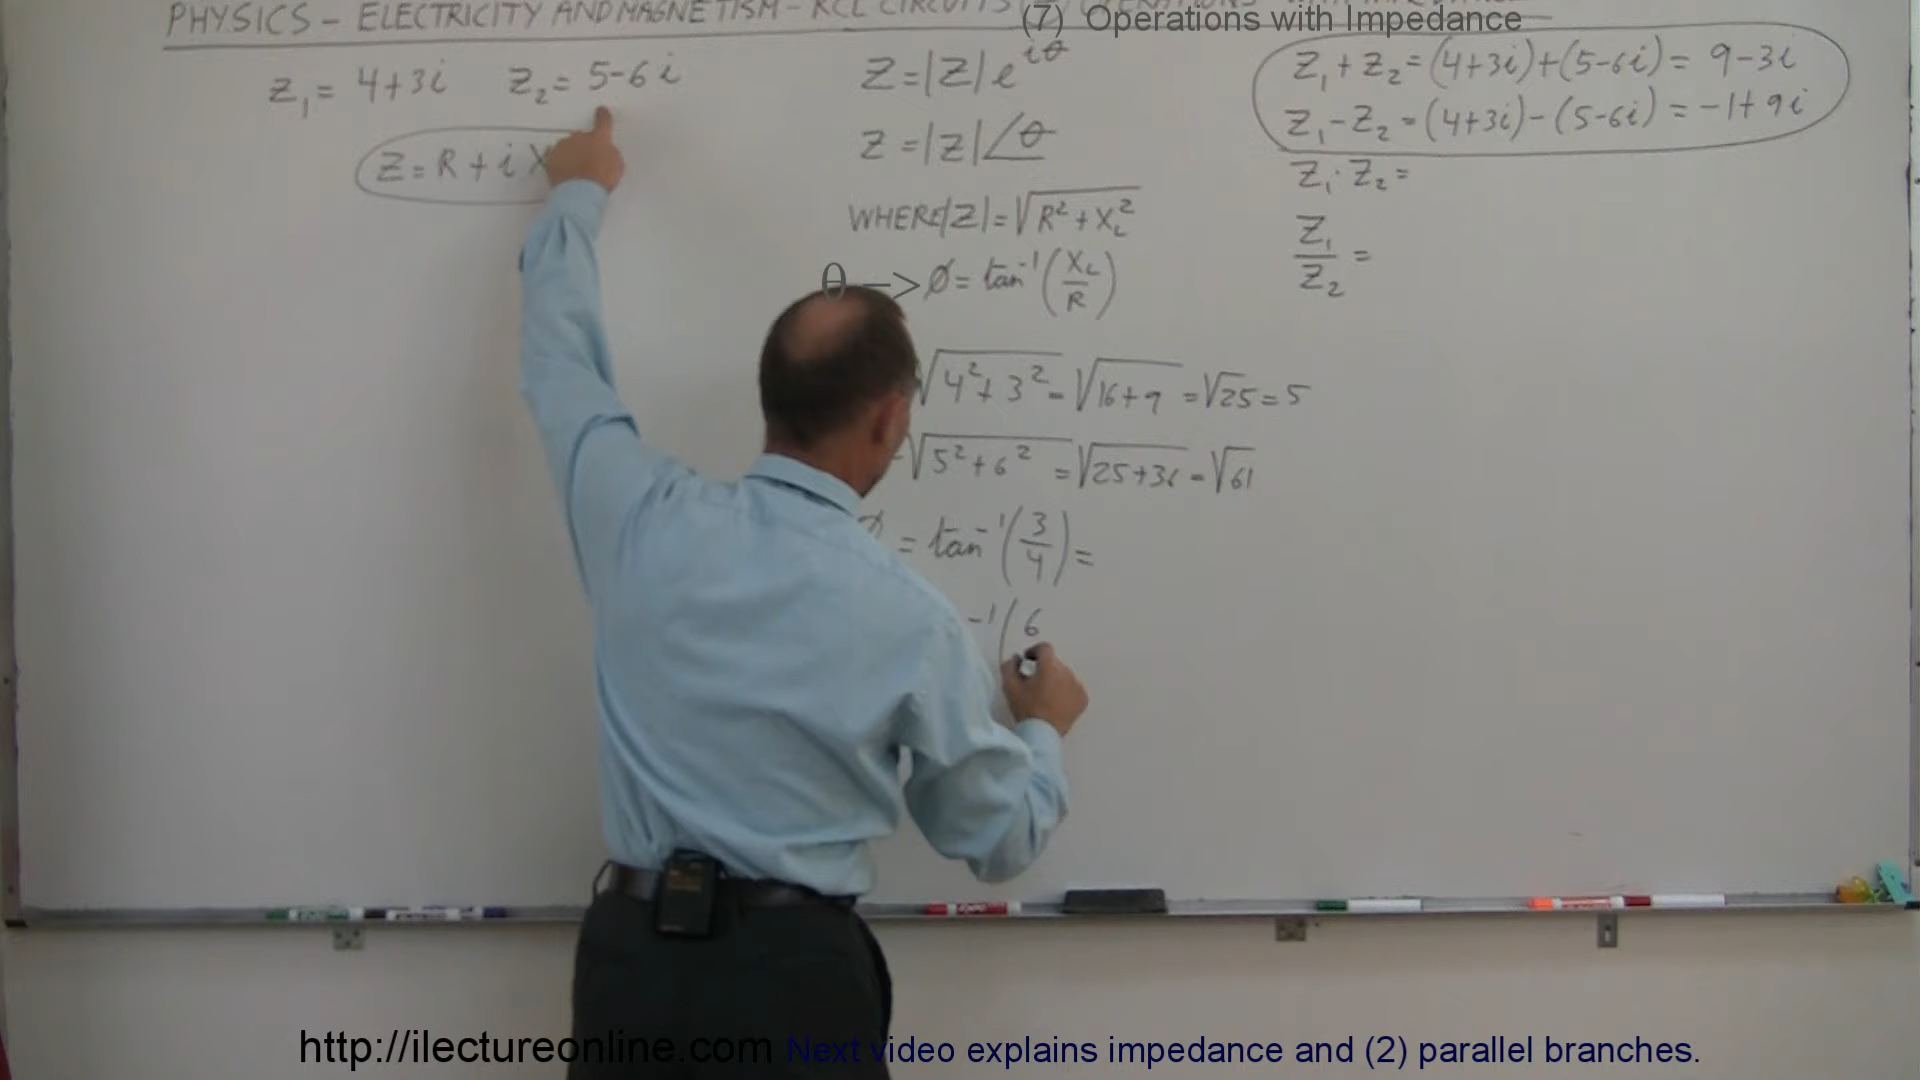 PHYSICS - ELECTRICITY AND MAGNETISM - RCL CIRCUITS
(7) Operations with Impedance
Z₁ = 4+3i   Z₂ = 5-6i
Z = R + i X
Z = |Z| e^{iθ}
Z = |Z| ∠θ
WHERE |Z| = √(R² + X_L²)
θ --> ∅ = tan⁻¹(X_L/R)
√(4² + 3²) = √(16+9) = √25 = 5
= √(5² + 6²) = √(25+36) = √61
∅ = tan⁻¹(3/4) =
⁻¹(6
Z₁ + Z₂ = (4+3i)+(5-6i) = 9-3i
Z₁ - Z₂ = (4+3i)-(5-6i) = -1+9i
Z₁ · Z₂ =
Z₁/Z₂ =
http://ilectureonline.com Next video explains impedance and (2) parallel branches.